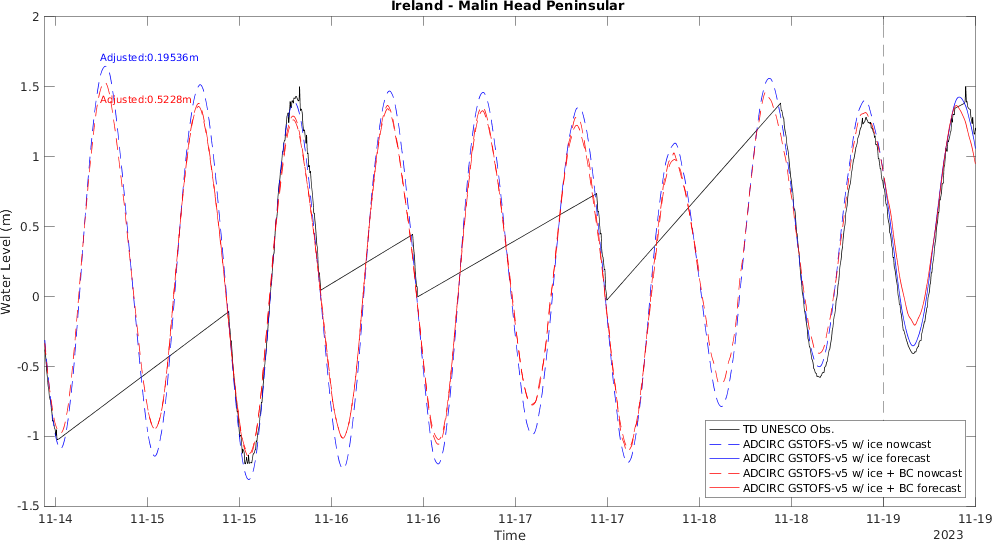 Ireland - Malin Head Peninsular
2
1.5
1
0.5
0
-0.5
-1
-1.5
Water Level (m)
Adjusted:0.19536m
Adjusted:0.5228m
TD UNESCO Obs.
ADCIRC GSTOFS-v5 w/ ice nowcast
ADCIRC GSTOFS-v5 w/ ice forecast
ADCIRC GSTOFS-v5 w/ ice + BC nowcast
ADCIRC GSTOFS-v5 w/ ice + BC forecast
11-14 11-15 11-15 11-16 11-16 11-17 11-17 11-18 11-18 11-19 11-19
Time
2023